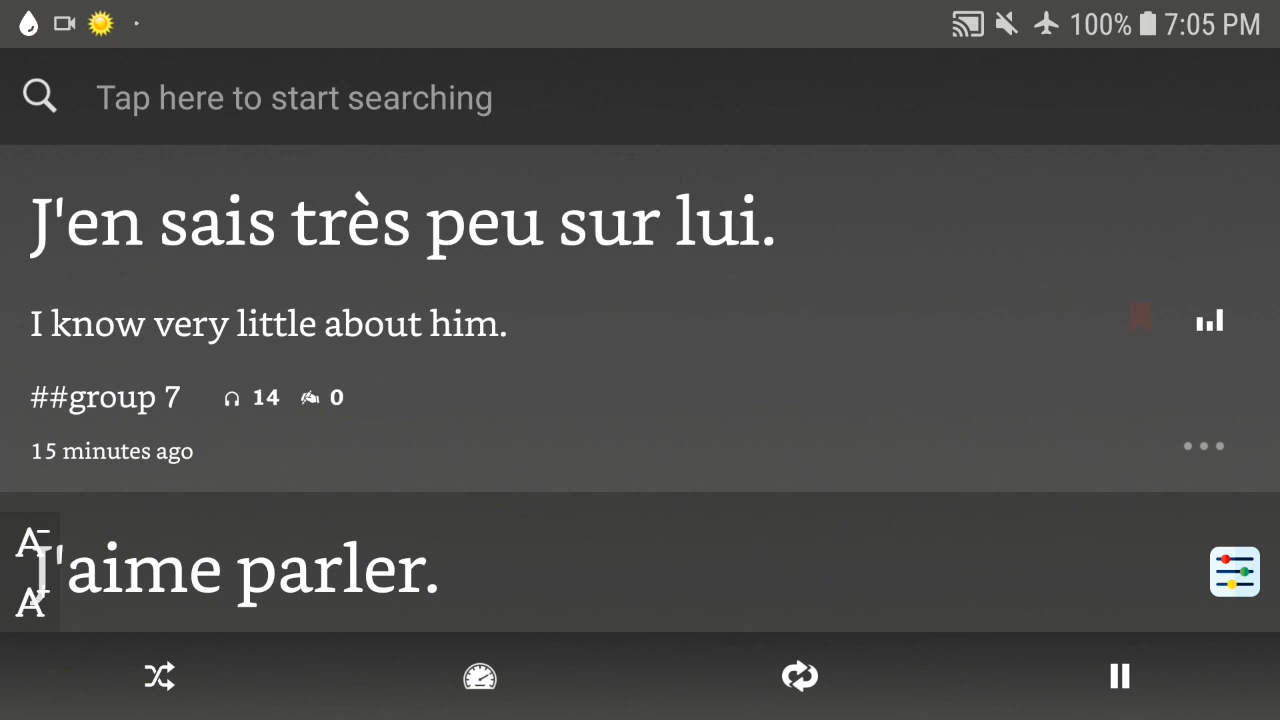 100% 7:05 PM
Tap here to start searching
J'en sais très peu sur lui.
I know very little about him.
##group 7 14 0
15 minutes ago
A-
J'aime parler.
A+